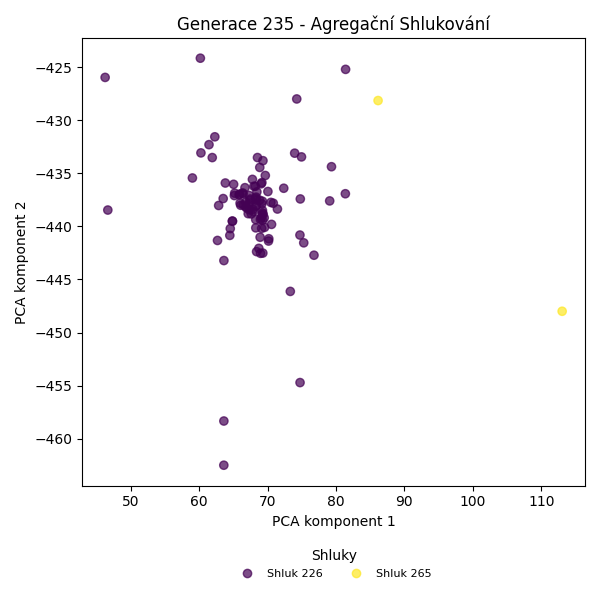 Generace 235 - Agregační Shlukování
PCA komponent 2
−425
−430
−435
−440
−445
−450
−455
−460
50 60 70 80 90 100 110
PCA komponent 1
Shluky
Shluk 226 Shluk 265